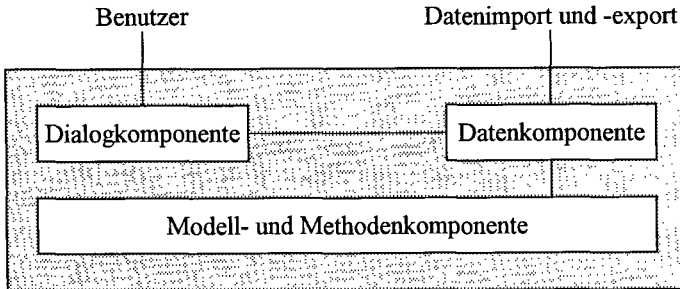 Benutzer
Datenimport und -export
Dialogkomponente
Datenkomponente
Modell- und Methodenkomponente